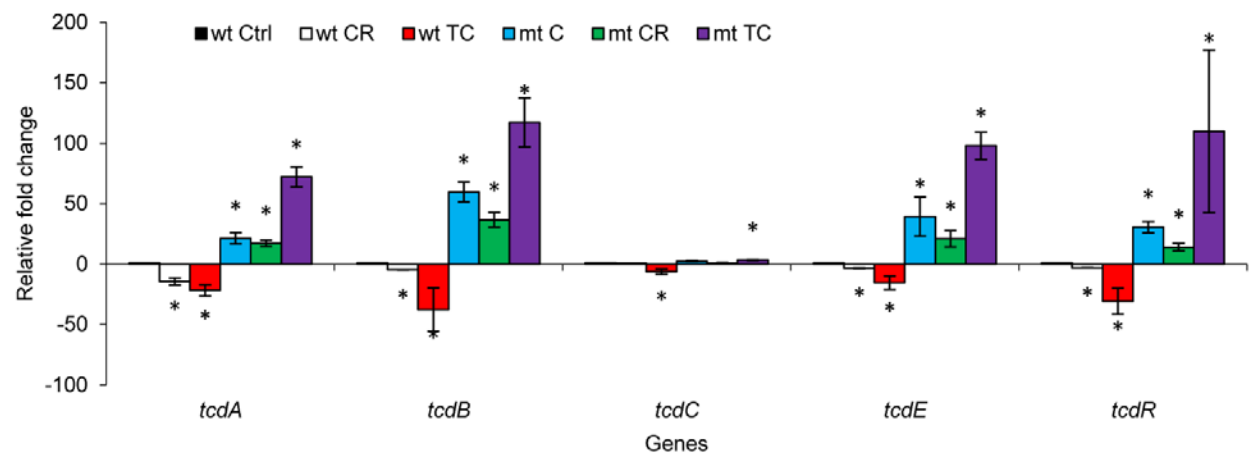 200
150
100
50
0
-50
-100
Relative fold change
wt Ctrl wt CR wt TC mt C mt CR mt TC
* * * * *
* * * * *
* *
* * * * *
* * * * *
tcdA tcdB tcdC tcdE tcdR
Genes